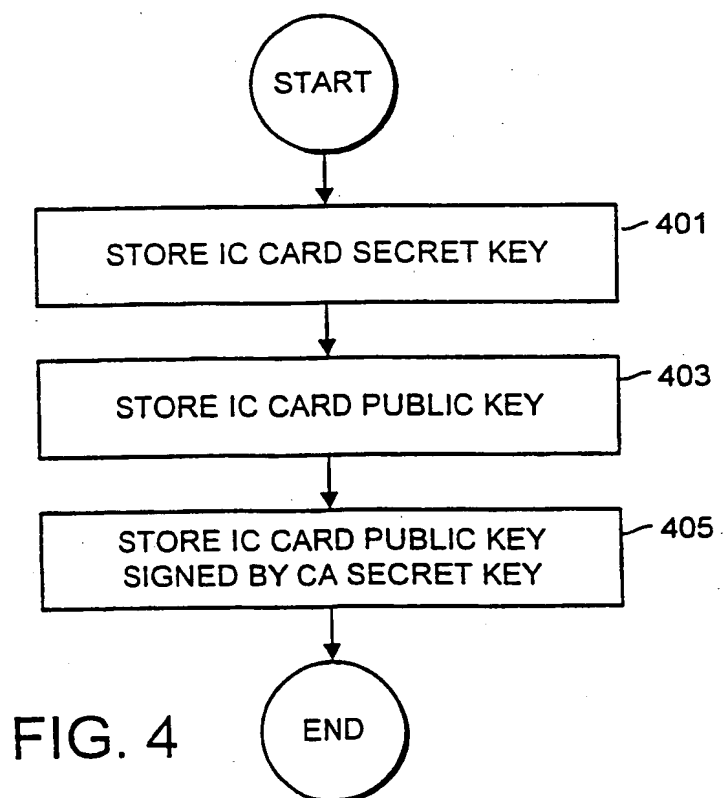 START
STORE IC CARD SECRET KEY
401
STORE IC CARD PUBLIC KEY
403
STORE IC CARD PUBLIC KEY
SIGNED BY CA SECRET KEY
405
END
FIG. 4